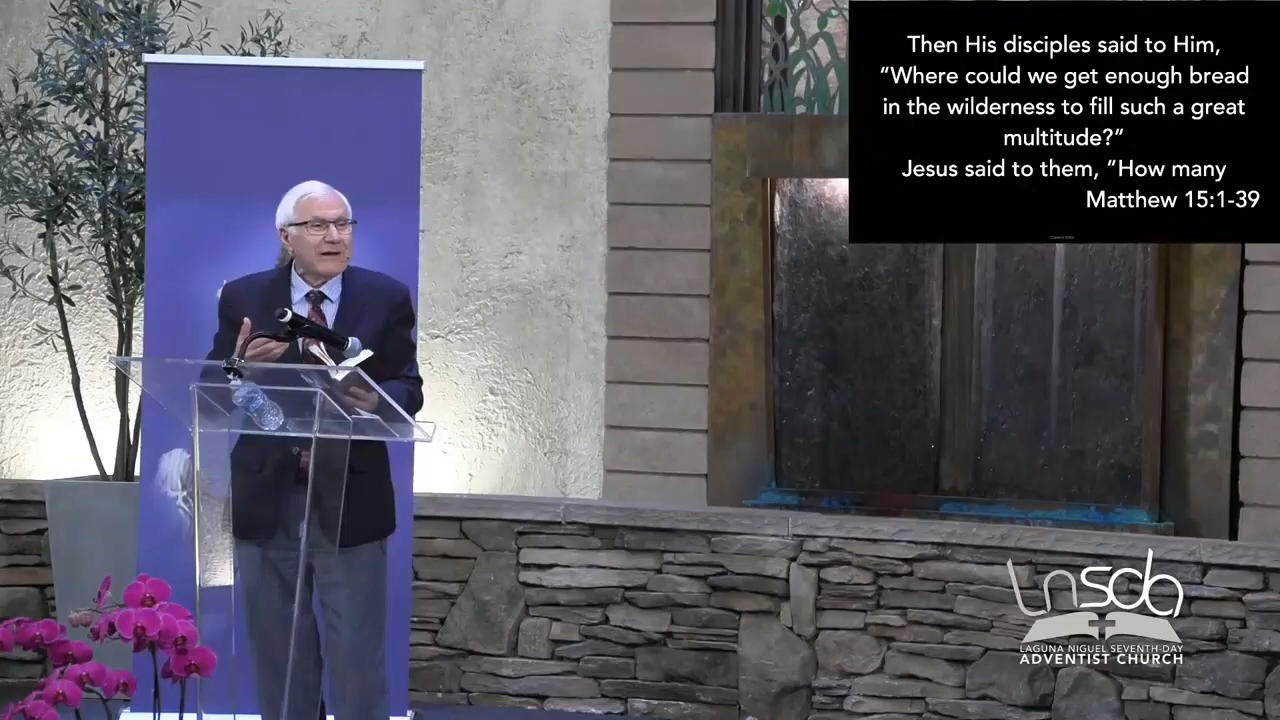 Then His disciples said to Him,
“Where could we get enough bread
in the wilderness to fill such a great
multitude?”
Jesus said to them, “How many
Matthew 15:1-39
LNSDA
LAGUNA NIGUEL SEVENTH-DAY
ADVENTIST CHURCH